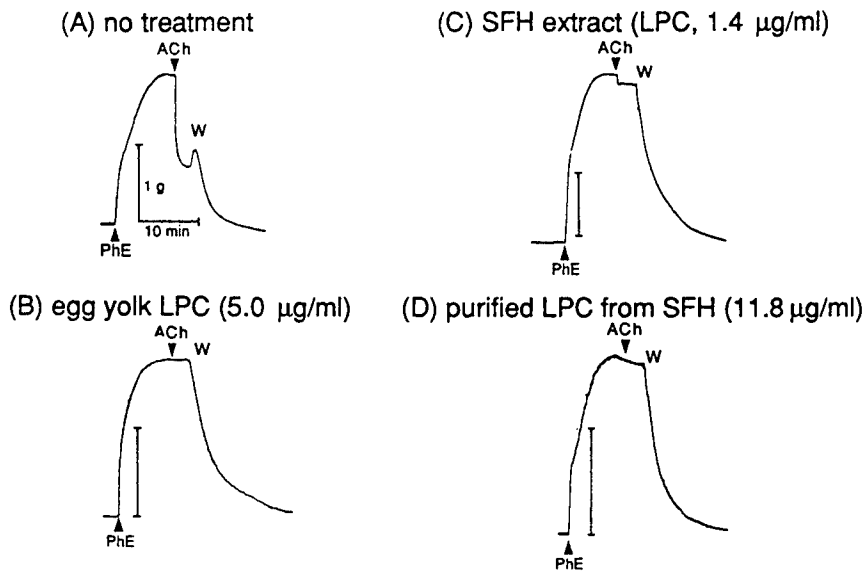 (A) no treatment
ACh
W
1 g
10 min
PhE
(C) SFH extract (LPC, 1.4 µg/ml)
ACh
W
PhE
(B) egg yolk LPC (5.0 µg/ml)
ACh
W
PhE
(D) purified LPC from SFH (11.8 µg/ml)
ACh
W
PhE